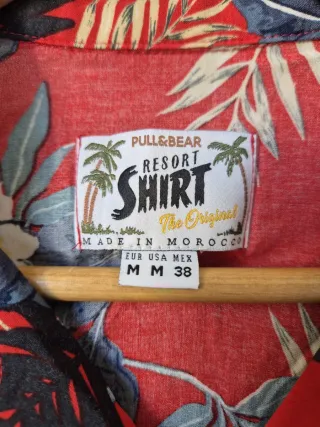 PULL&BEAR
RESORT
SHIRT
The Original
MADE IN MOROCCO
EUR USA MEX
M M 38